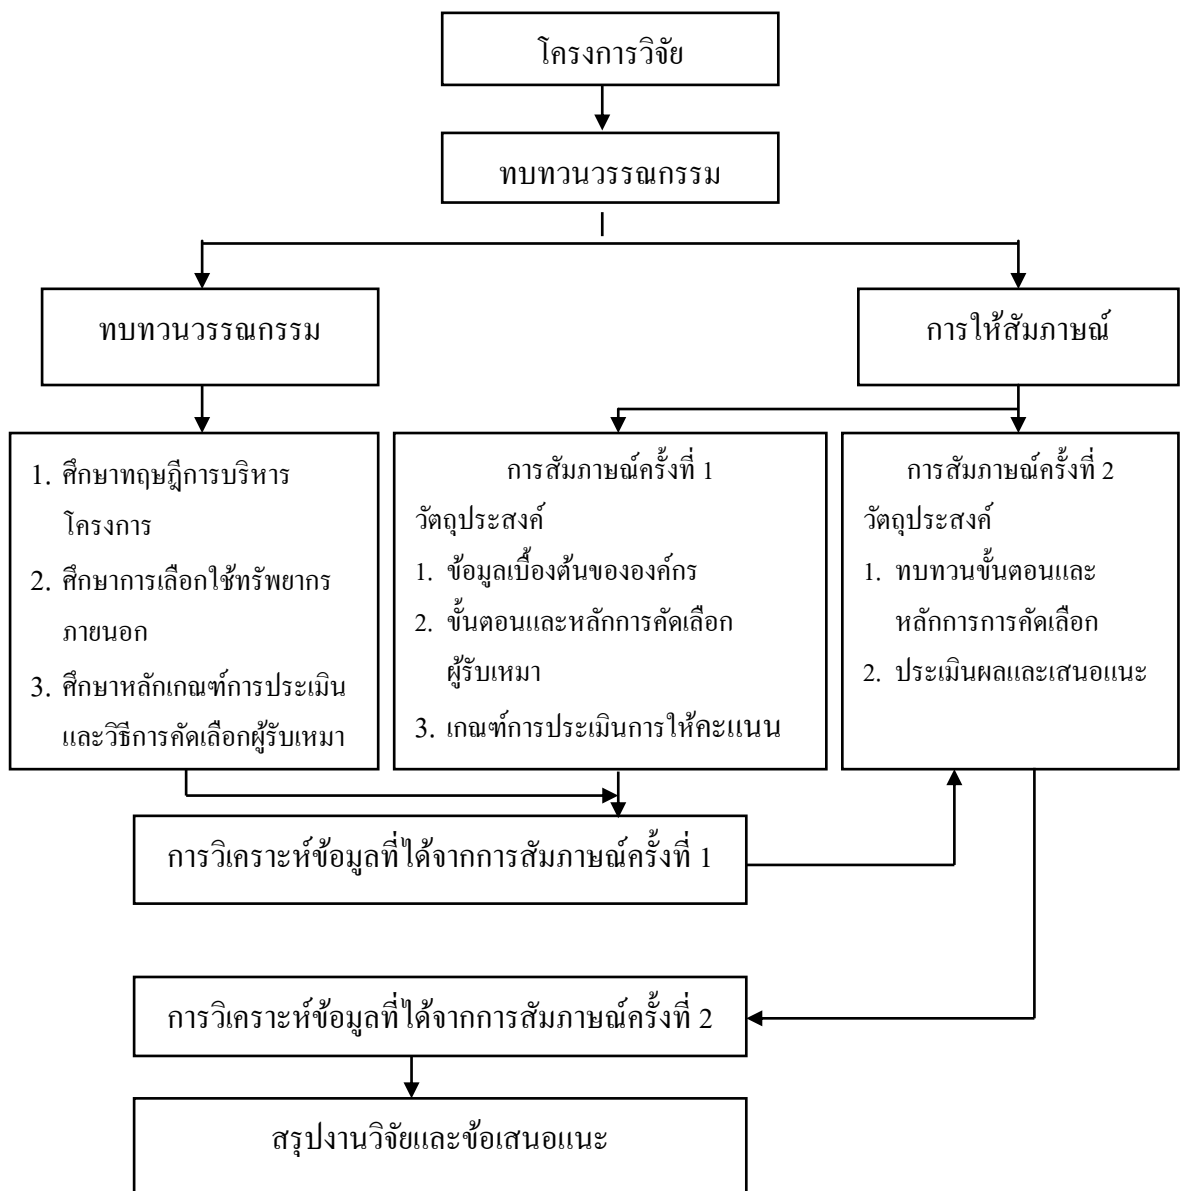 โครงการวิจัย
ทบทวนวรรณกรรม
ทบทวนวรรณกรรม
การให้สัมภาษณ์
1. ศึกษาทฤษฎีการบริหาร
โครงการ
2. ศึกษาการเลือกใช้ทรัพยากร
ภายนอก
3. ศึกษาหลักเกณฑ์การประเมิน
และวิธีการคัดเลือกผู้รับเหมา
การสัมภาษณ์ครั้งที่ 1
วัตถุประสงค์
1. ข้อมูลเบื้องต้นขององค์กร
2. ขั้นตอนและหลักการคัดเลือก
ผู้รับเหมา
3. เกณฑ์การประเมินการให้คะแนน
การสัมภาษณ์ครั้งที่ 2
วัตถุประสงค์
1. ทบทวนขั้นตอนและ
หลักการการคัดเลือก
2. ประเมินผลและเสนอแนะ
การวิเคราะห์ข้อมูลที่ได้จากการสัมภาษณ์ครั้งที่ 1
การวิเคราะห์ข้อมูลที่ได้จากการสัมภาษณ์ครั้งที่ 2
สรุปงานวิจัยและข้อเสนอแนะ